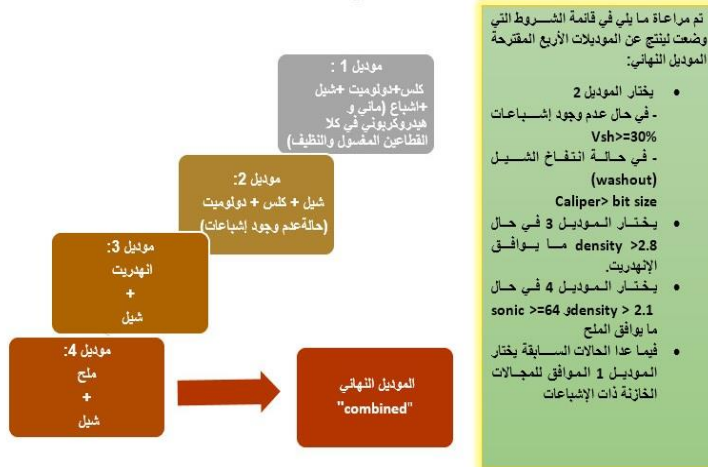 تم مراعاة ما يلي في قائمة الشروط التي
وضعت لينتج عن الموديلات الأربع المقترحة
الموديل النهائي:
يختار الموديل 2
- في حال عدم وجود إشباعات
Vsh>=30%
- في حالة انتفاخ الشيل
(washout)
Caliper> bit size
يختار الموديل 3 في حال
density >2.8 ما يوافق
الإنهدريت.
يختار الموديل 4 في حال
density > 2.1و sonic >=64
ما يوافق الملح
فيما عدا الحالات السابقة يختار
الموديل 1 الموافق للمجالات
الخازنة ذات الإشباعات
موديل 1 :
كلس+دولوميت +شيل
+اشباع (مائي و
هيدروكربوني في كلا
القطاعين المغسول والنظيف)
موديل 2:
شيل + كلس + دولوميت
(حالةعدم وجود إشباعات)
موديل 3:
انهدريت
+
شيل
موديل 4:
ملح
+
شيل
الموديل النهائي
"combined"